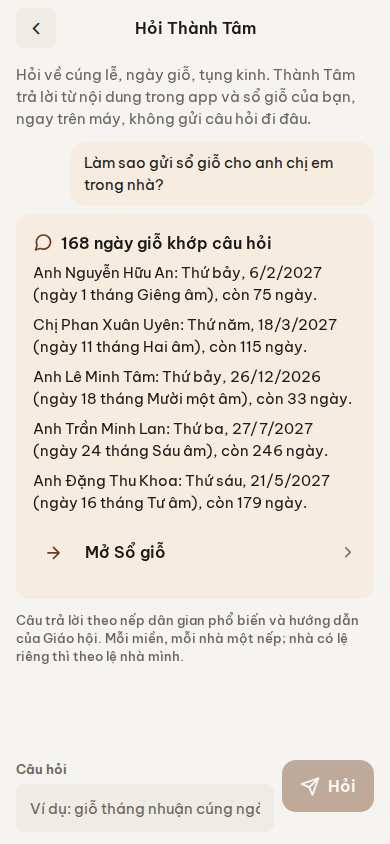 Hỏi Thành Tâm
Hỏi về cúng lễ, ngày giỗ, tụng kinh. Thành Tâm
trả lời từ nội dung trong app và sổ giỗ của bạn,
ngay trên máy, không gửi câu hỏi đi đâu.
Làm sao gửi sổ giỗ cho anh chị em
trong nhà?
168 ngày giỗ khớp câu hỏi
Anh Nguyễn Hữu An: Thứ bảy, 6/2/2027
(ngày 1 tháng Giêng âm), còn 75 ngày.
Chị Phan Xuân Uyên: Thứ năm, 18/3/2027
(ngày 11 tháng Hai âm), còn 115 ngày.
Anh Lê Minh Tâm: Thứ bảy, 26/12/2026
(ngày 18 tháng Mười một âm), còn 33 ngày.
Anh Trần Minh Lan: Thứ ba, 27/7/2027
(ngày 24 tháng Sáu âm), còn 246 ngày.
Anh Đặng Thu Khoa: Thứ sáu, 21/5/2027
(ngày 16 tháng Tư âm), còn 179 ngày.
Mở Sổ giỗ
Câu trả lời theo nếp dân gian phổ biến và hướng dẫn
của Giáo hội. Mỗi miền, mỗi nhà một nếp; nhà có lệ
riêng thì theo lệ nhà mình.
Câu hỏi
Ví dụ: giỗ tháng nhuận cúng ngà
Hỏi